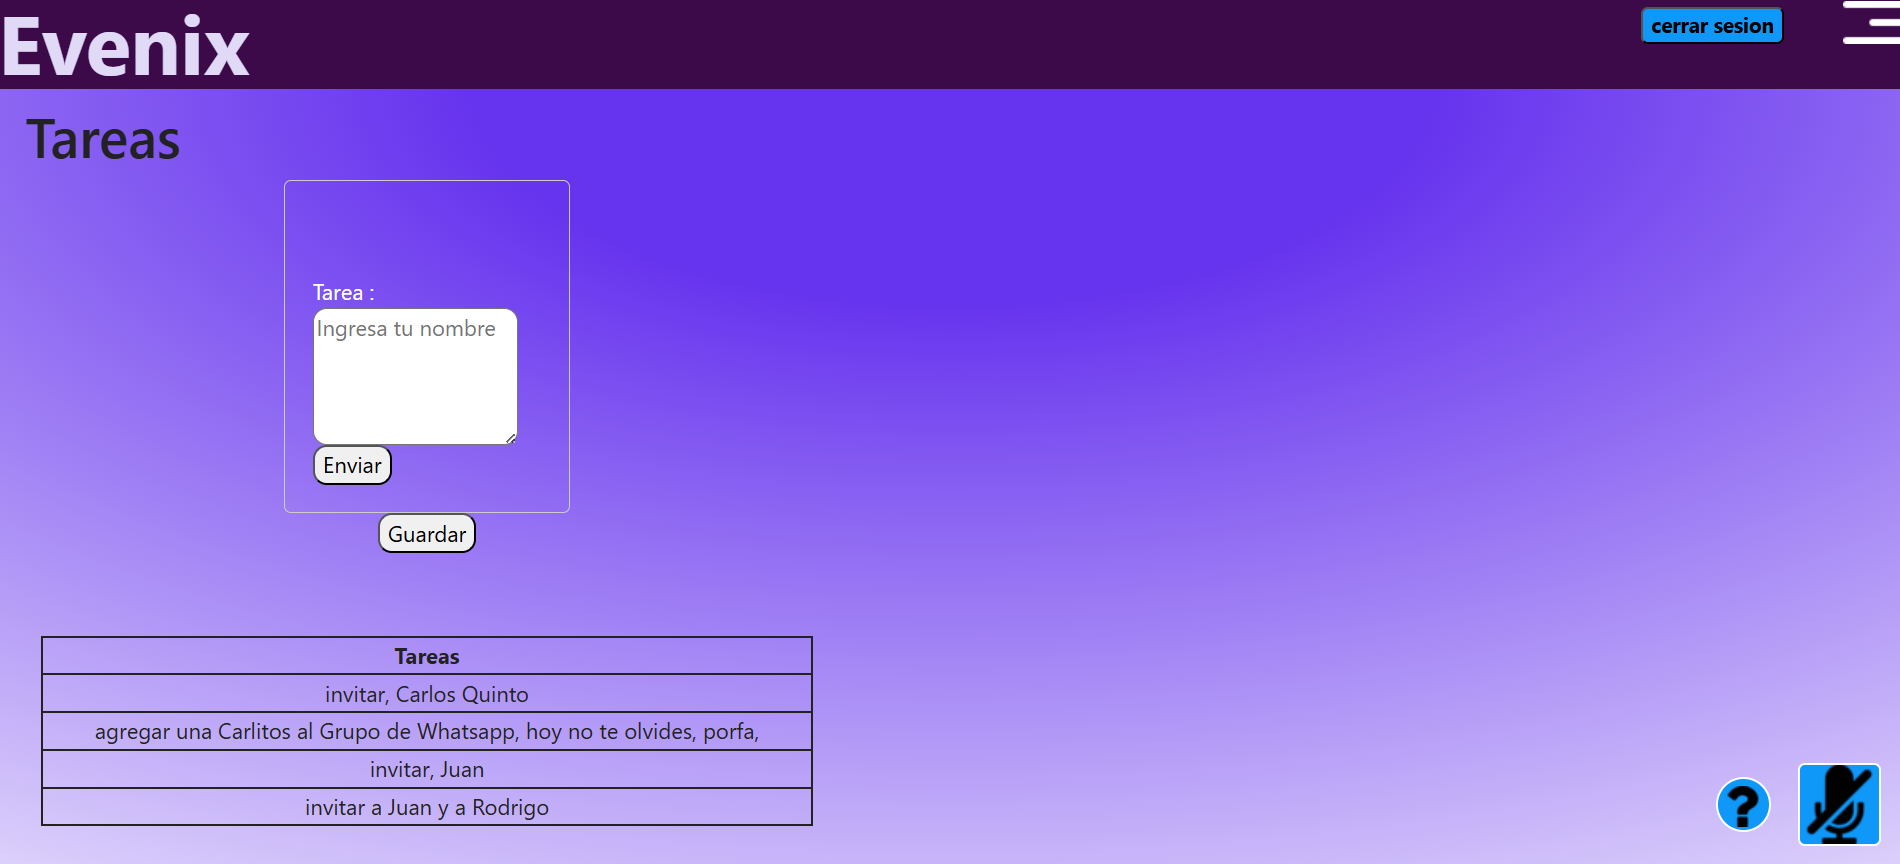 Evenix
cerrar sesion
Tareas
Tarea :
Ingresa tu nombre
Enviar
Guardar
Tareas
invitar, Carlos Quinto
agregar una Carlitos al Grupo de Whatsapp, hoy no te olvides, porfa,
invitar, Juan
invitar a Juan y a Rodrigo
?